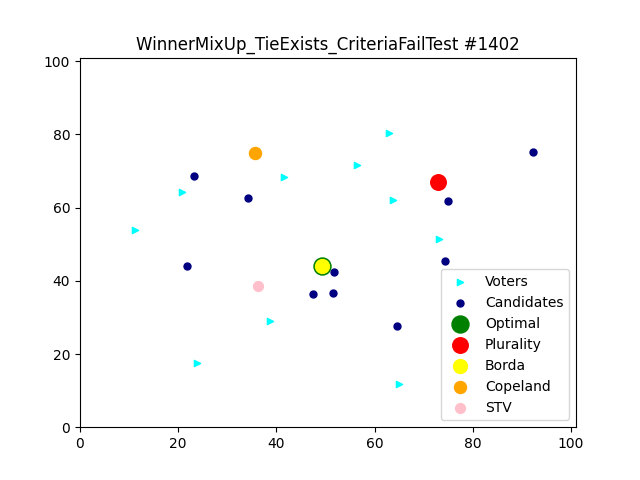 WinnerMixUp_TieExists_CriteriaFailTest #1402
100
80
60
40
20
0
0 20 40 60 80 100
Voters
Candidates
Optimal
Plurality
Borda
Copeland
STV